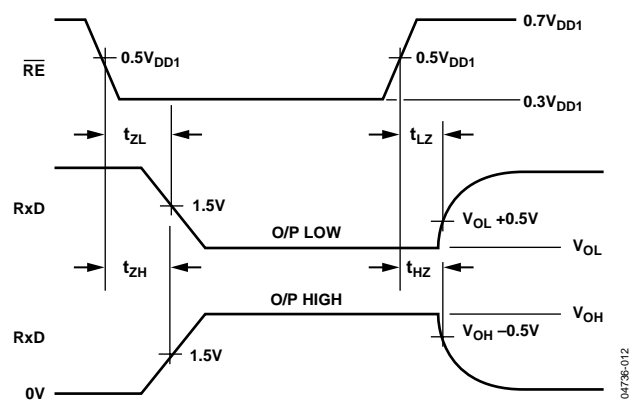 0.7VDD1
RE 0.5VDD1 0.5VDD1
0.3VDD1
tZL tLZ
RxD 1.5V VOL +0.5V
O/P LOW VOL
tZH tHZ
O/P HIGH VOH
RxD 1.5V VOH –0.5V
0V
04736-012